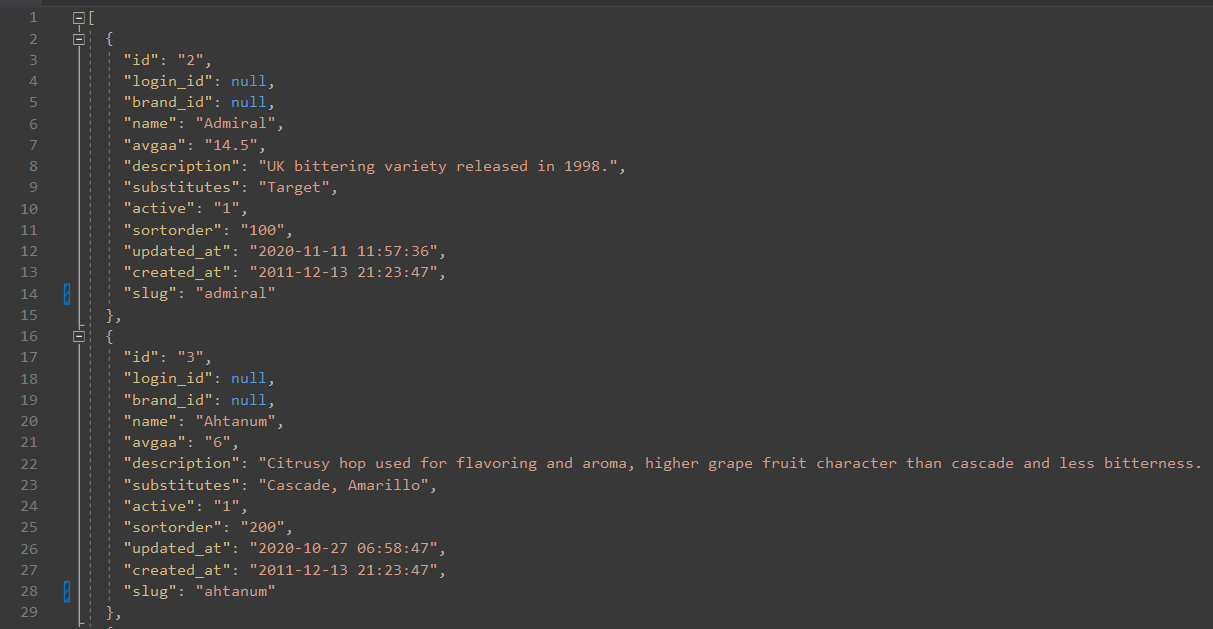 1 [
2 {
3 "id": "2",
4 "login_id": null,
5 "brand_id": null,
6 "name": "Admiral",
7 "avgaa": "14.5",
8 "description": "UK bittering variety released in 1998.",
9 "substitutes": "Target",
10 "active": "1",
11 "sortorder": "100",
12 "updated_at": "2020-11-11 11:57:36",
13 "created_at": "2011-12-13 21:23:47",
14 "slug": "admiral"
15 },
16 {
17 "id": "3",
18 "login_id": null,
19 "brand_id": null,
20 "name": "Ahtanum",
21 "avgaa": "6",
22 "description": "Citrusy hop used for flavoring and aroma, higher grape fruit character than cascade and less bitterness.
23 "substitutes": "Cascade, Amarillo",
24 "active": "1",
25 "sortorder": "200",
26 "updated_at": "2020-10-27 06:58:47",
27 "created_at": "2011-12-13 21:23:47",
28 "slug": "ahtanum"
29 },